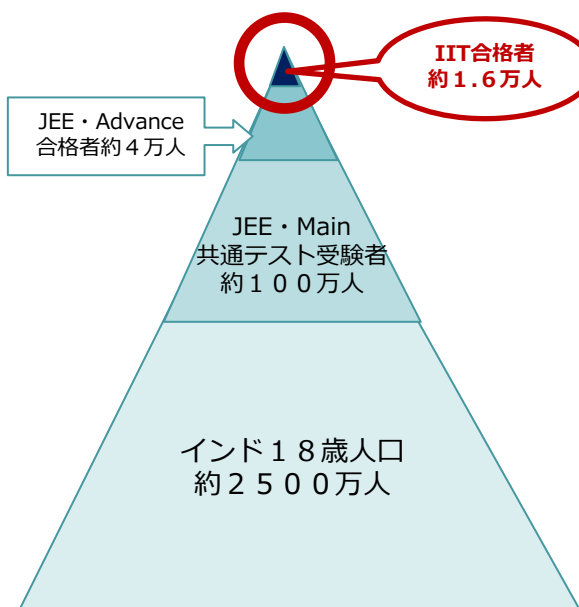 IIT合格者
約１.６万人
JEE・Advance
合格者約４万人
JEE・Main
共通テスト受験者
約１００万人
インド１８歳人口
約２５００万人